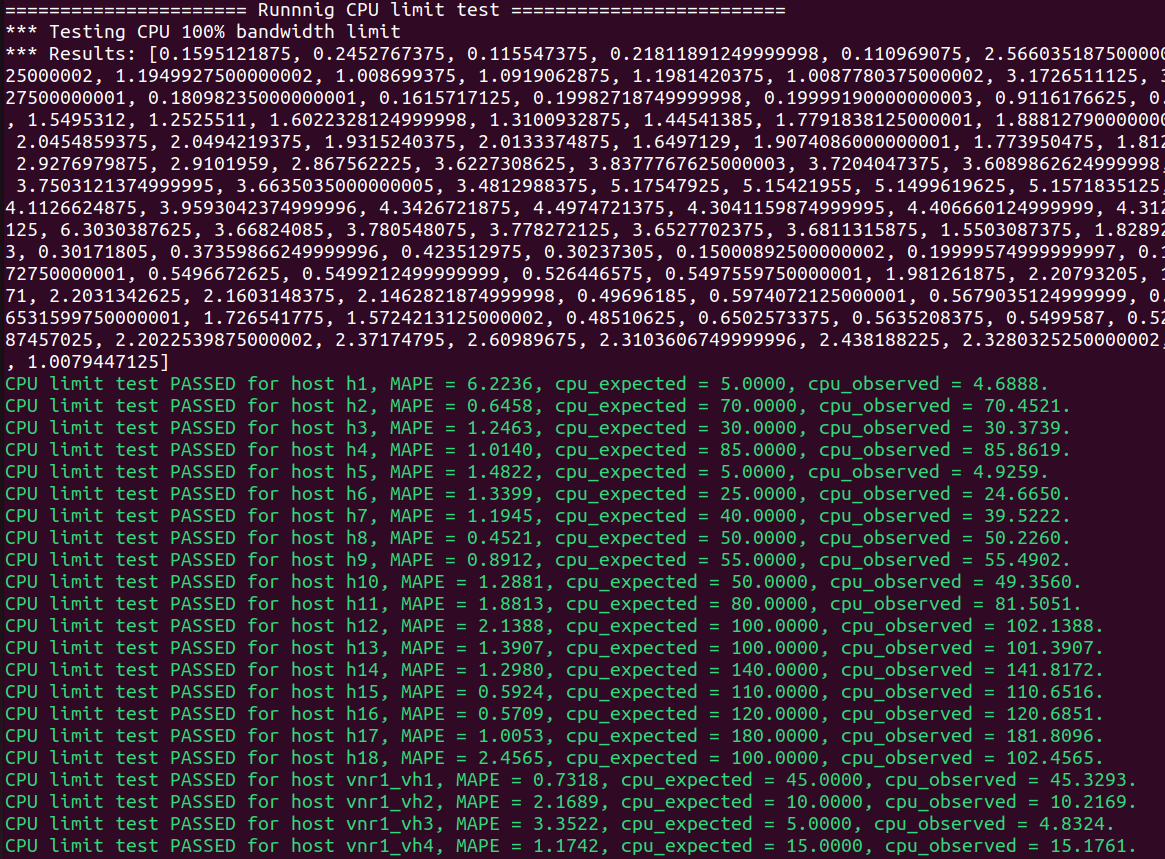 ====================== Runnnig CPU limit test =========================
*** Testing CPU 100% bandwidth limit
*** Results: [0.1595121875, 0.2452767375, 0.115547375, 0.21811891249999998, 0.110969075, 2.566035187500000
25000002, 1.1949927500000002, 1.008699375, 1.0919062875, 1.1981420375, 1.0087780375000002, 3.1726511125, 3
27500000001, 0.18098235000000001, 0.1615717125, 0.19982718749999998, 0.19999190000000003, 0.9116176625, 0.
, 1.5495312, 1.2525511, 1.6022328124999998, 1.3100932875, 1.44541385, 1.7791838125000001, 1.88812790000000
2.0454859375, 2.0494219375, 1.9315240375, 2.0133374875, 1.6497129, 1.9074086000000001, 1.773950475, 1.812
2.9276979875, 2.9101959, 2.867562225, 3.6227308625, 3.8377767625000003, 3.7204047375, 3.6089862624999998,
3.7503121374999995, 3.6635035000000005, 3.4812988375, 5.17547925, 5.15421955, 5.1499619625, 5.1571835125,
4.1126624875, 3.9593042374999996, 4.3426721875, 4.4974721375, 4.3041159874999995, 4.406660124999999, 4.312
125, 6.3030387625, 3.66824085, 3.780548075, 3.778272125, 3.6527702375, 3.6811315875, 1.5503087375, 1.82892
3, 0.30171805, 0.37359866249999996, 0.423512975, 0.30237305, 0.15000892500000002, 0.19999574999999997, 0.1
72750000001, 0.5496672625, 0.5499212499999999, 0.526446575, 0.5497559750000001, 1.981261875, 2.20793205, 1
71, 2.2031342625, 2.1603148375, 2.1462821874999998, 0.49696185, 0.5974072125000001, 0.5679035124999999, 0.
6531599750000001, 1.726541775, 1.5724213125000002, 0.48510625, 0.6502573375, 0.5635208375, 0.5499587, 0.52
87457025, 2.2022539875000002, 2.37174795, 2.60989675, 2.3103606749999996, 2.438188225, 2.3280325250000002,
, 1.0079447125]
CPU limit test PASSED for host h1, MAPE = 6.2236, cpu_expected = 5.0000, cpu_observed = 4.6888.
CPU limit test PASSED for host h2, MAPE = 0.6458, cpu_expected = 70.0000, cpu_observed = 70.4521.
CPU limit test PASSED for host h3, MAPE = 1.2463, cpu_expected = 30.0000, cpu_observed = 30.3739.
CPU limit test PASSED for host h4, MAPE = 1.0140, cpu_expected = 85.0000, cpu_observed = 85.8619.
CPU limit test PASSED for host h5, MAPE = 1.4822, cpu_expected = 5.0000, cpu_observed = 4.9259.
CPU limit test PASSED for host h6, MAPE = 1.3399, cpu_expected = 25.0000, cpu_observed = 24.6650.
CPU limit test PASSED for host h7, MAPE = 1.1945, cpu_expected = 40.0000, cpu_observed = 39.5222.
CPU limit test PASSED for host h8, MAPE = 0.4521, cpu_expected = 50.0000, cpu_observed = 50.2260.
CPU limit test PASSED for host h9, MAPE = 0.8912, cpu_expected = 55.0000, cpu_observed = 55.4902.
CPU limit test PASSED for host h10, MAPE = 1.2881, cpu_expected = 50.0000, cpu_observed = 49.3560.
CPU limit test PASSED for host h11, MAPE = 1.8813, cpu_expected = 80.0000, cpu_observed = 81.5051.
CPU limit test PASSED for host h12, MAPE = 2.1388, cpu_expected = 100.0000, cpu_observed = 102.1388.
CPU limit test PASSED for host h13, MAPE = 1.3907, cpu_expected = 100.0000, cpu_observed = 101.3907.
CPU limit test PASSED for host h14, MAPE = 1.2980, cpu_expected = 140.0000, cpu_observed = 141.8172.
CPU limit test PASSED for host h15, MAPE = 0.5924, cpu_expected = 110.0000, cpu_observed = 110.6516.
CPU limit test PASSED for host h16, MAPE = 0.5709, cpu_expected = 120.0000, cpu_observed = 120.6851.
CPU limit test PASSED for host h17, MAPE = 1.0053, cpu_expected = 180.0000, cpu_observed = 181.8096.
CPU limit test PASSED for host h18, MAPE = 2.4565, cpu_expected = 100.0000, cpu_observed = 102.4565.
CPU limit test PASSED for host vnr1_vh1, MAPE = 0.7318, cpu_expected = 45.0000, cpu_observed = 45.3293.
CPU limit test PASSED for host vnr1_vh2, MAPE = 2.1689, cpu_expected = 10.0000, cpu_observed = 10.2169.
CPU limit test PASSED for host vnr1_vh3, MAPE = 3.3522, cpu_expected = 5.0000, cpu_observed = 4.8324.
CPU limit test PASSED for host vnr1_vh4, MAPE = 1.1742, cpu_expected = 15.0000, cpu_observed = 15.1761.